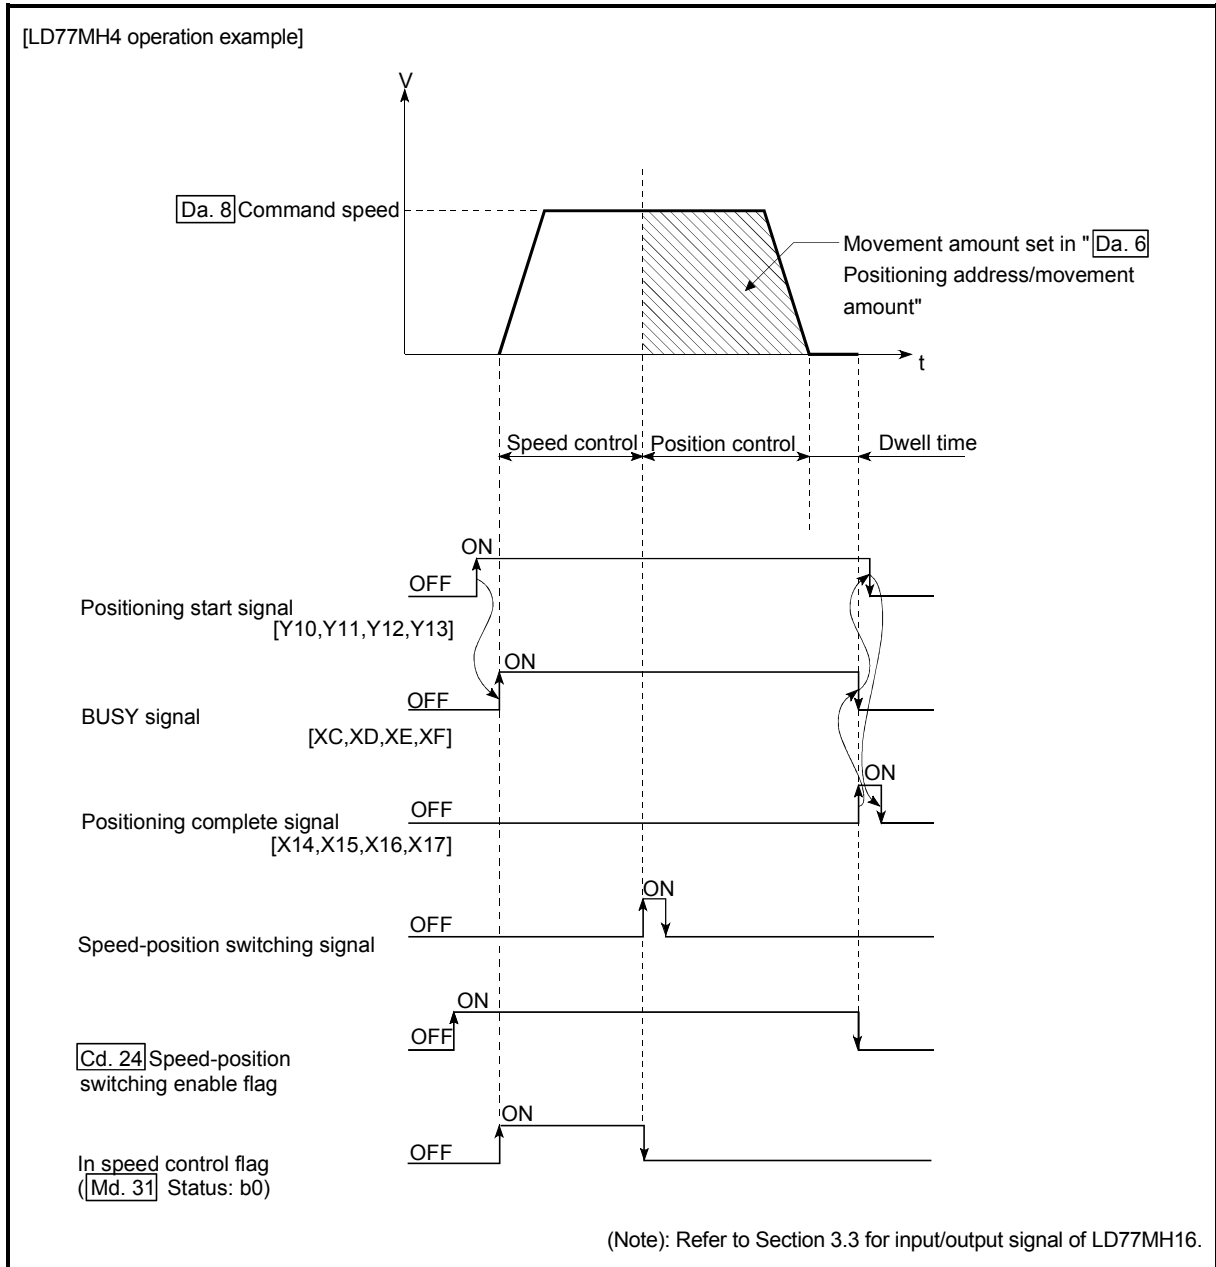 [LD77MH4 operation example]
V
Da. 8 Command speed
Movement amount set in " Da. 6
Positioning address/movement
amount"
t
Speed control
Position control
Dwell time
ON
OFF
Positioning start signal
[Y10,Y11,Y12,Y13]
ON
OFF
BUSY signal
[XC,XD,XE,XF]
ON
OFF
Positioning complete signal
[X14,X15,X16,X17]
ON
OFF
Speed-position switching signal
ON
OFF
Cd. 24 Speed-position
switching enable flag
ON
OFF
In speed control flag
( Md. 31 Status: b0)
(Note): Refer to Section 3.3 for input/output signal of LD77MH16.